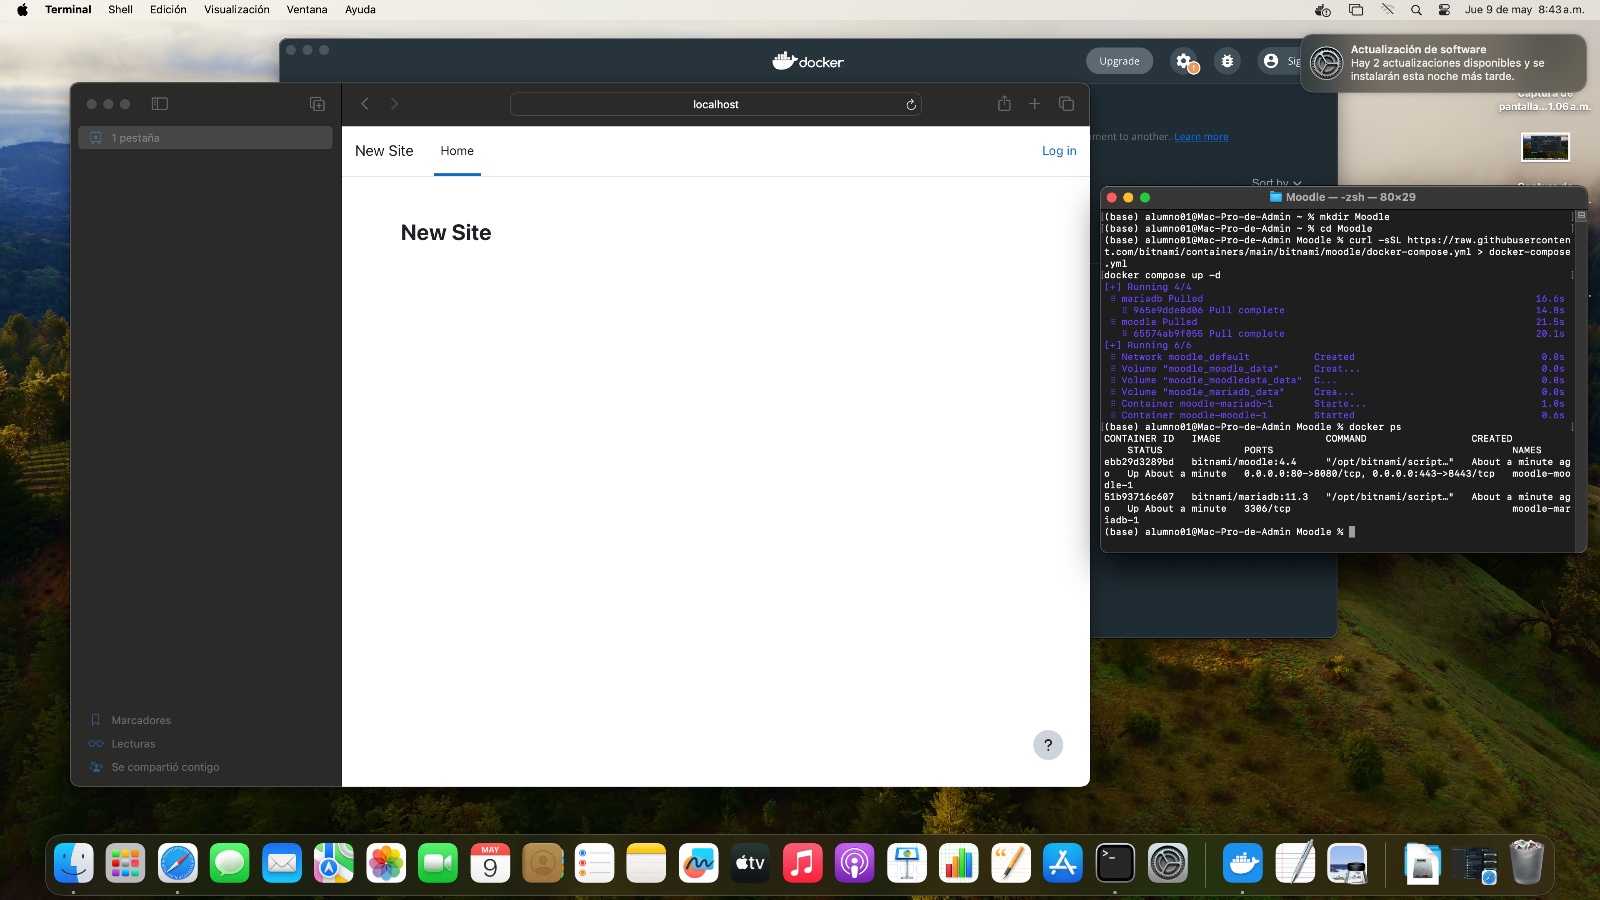 Terminal Shell Edición Visualización Ventana Ayuda
Jue 9 de may 8:43 a.m.
docker
Upgrade
Sig
Actualización de software
Hay 2 actualizaciones disponibles y se
instalarán esta noche más tarde.
pantalla...1.06 a.m.
localhost
1 pestaña
ment to another. Learn more
Sort by
New Site Home Log in
New Site
Marcadores
Lecturas
Se compartió contigo
?
Moodle — -zsh — 80×29
(base) alumno01@Mac-Pro-de-Admin ~ % mkdir Moodle
(base) alumno01@Mac-Pro-de-Admin ~ % cd Moodle
(base) alumno01@Mac-Pro-de-Admin Moodle % curl -sSL https://raw.githubuserconten
t.com/bitnami/containers/main/bitnami/moodle/docker-compose.yml > docker-compose
.yml
docker compose up -d
[+] Running 4/4
mariadb Pulled 16.6s
965e9dde0d06 Pull complete 14.8s
moodle Pulled 21.5s
65574ab9f055 Pull complete 20.1s
[+] Running 6/6
Network moodle_default Created 0.0s
Volume "moodle_moodle_data" Creat... 0.0s
Volume "moodle_moodledata_data" C... 0.0s
Volume "moodle_mariadb_data" Crea... 0.0s
Container moodle-mariadb-1 Starte... 1.0s
Container moodle-moodle-1 Started 0.6s
(base) alumno01@Mac-Pro-de-Admin Moodle % docker ps
CONTAINER ID IMAGE COMMAND CREATED
STATUS PORTS NAMES
ebb29d3289bd bitnami/moodle:4.4 "/opt/bitnami/script…" About a minute ag
o Up About a minute 0.0.0.0:80->8080/tcp, 0.0.0.0:443->8443/tcp moodle-moo
dle-1
51b93716c607 bitnami/mariadb:11.3 "/opt/bitnami/script…" About a minute ag
o Up About a minute 3306/tcp moodle-mar
iadb-1
(base) alumno01@Mac-Pro-de-Admin Moodle %
MAY
9
tv